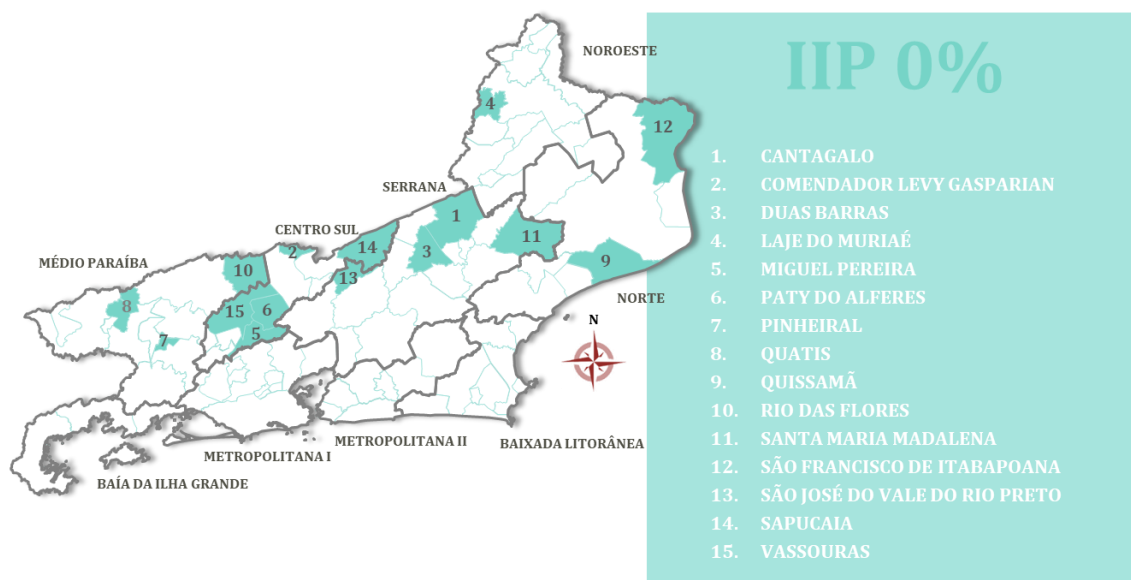 NOROESTE
4
12
SERRANA
1
CENTRO SUL
14
11
2
3
MÉDIO PARAÍBA
10
13
9
8
6
15
NORTE
5
7
N
METROPOLITANA II
BAIXADA LITORÂNEA
METROPOLITANA I
BAÍA DA ILHA GRANDE
IIP 0%
1. CANTAGALO
2. COMENDADOR LEVY GASPARIAN
3. DUAS BARRAS
4. LAJE DO MURIAÉ
5. MIGUEL PEREIRA
6. PATY DO ALFERES
7. PINHEIRAL
8. QUATIS
9. QUISSAMÃ
10. RIO DAS FLORES
11. SANTA MARIA MADALENA
12. SÃO FRANCISCO DE ITABAPOANA
13. SÃO JOSÉ DO VALE DO RIO PRETO
14. SAPUCAIA
15. VASSOURAS